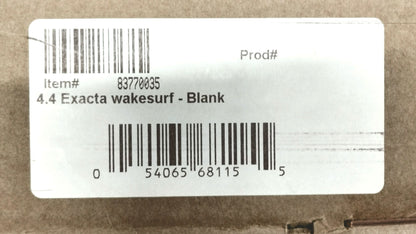 Prod#
Item# 83770035
4.4 Exacta wakesurf - Blank
0 54065 68115 5